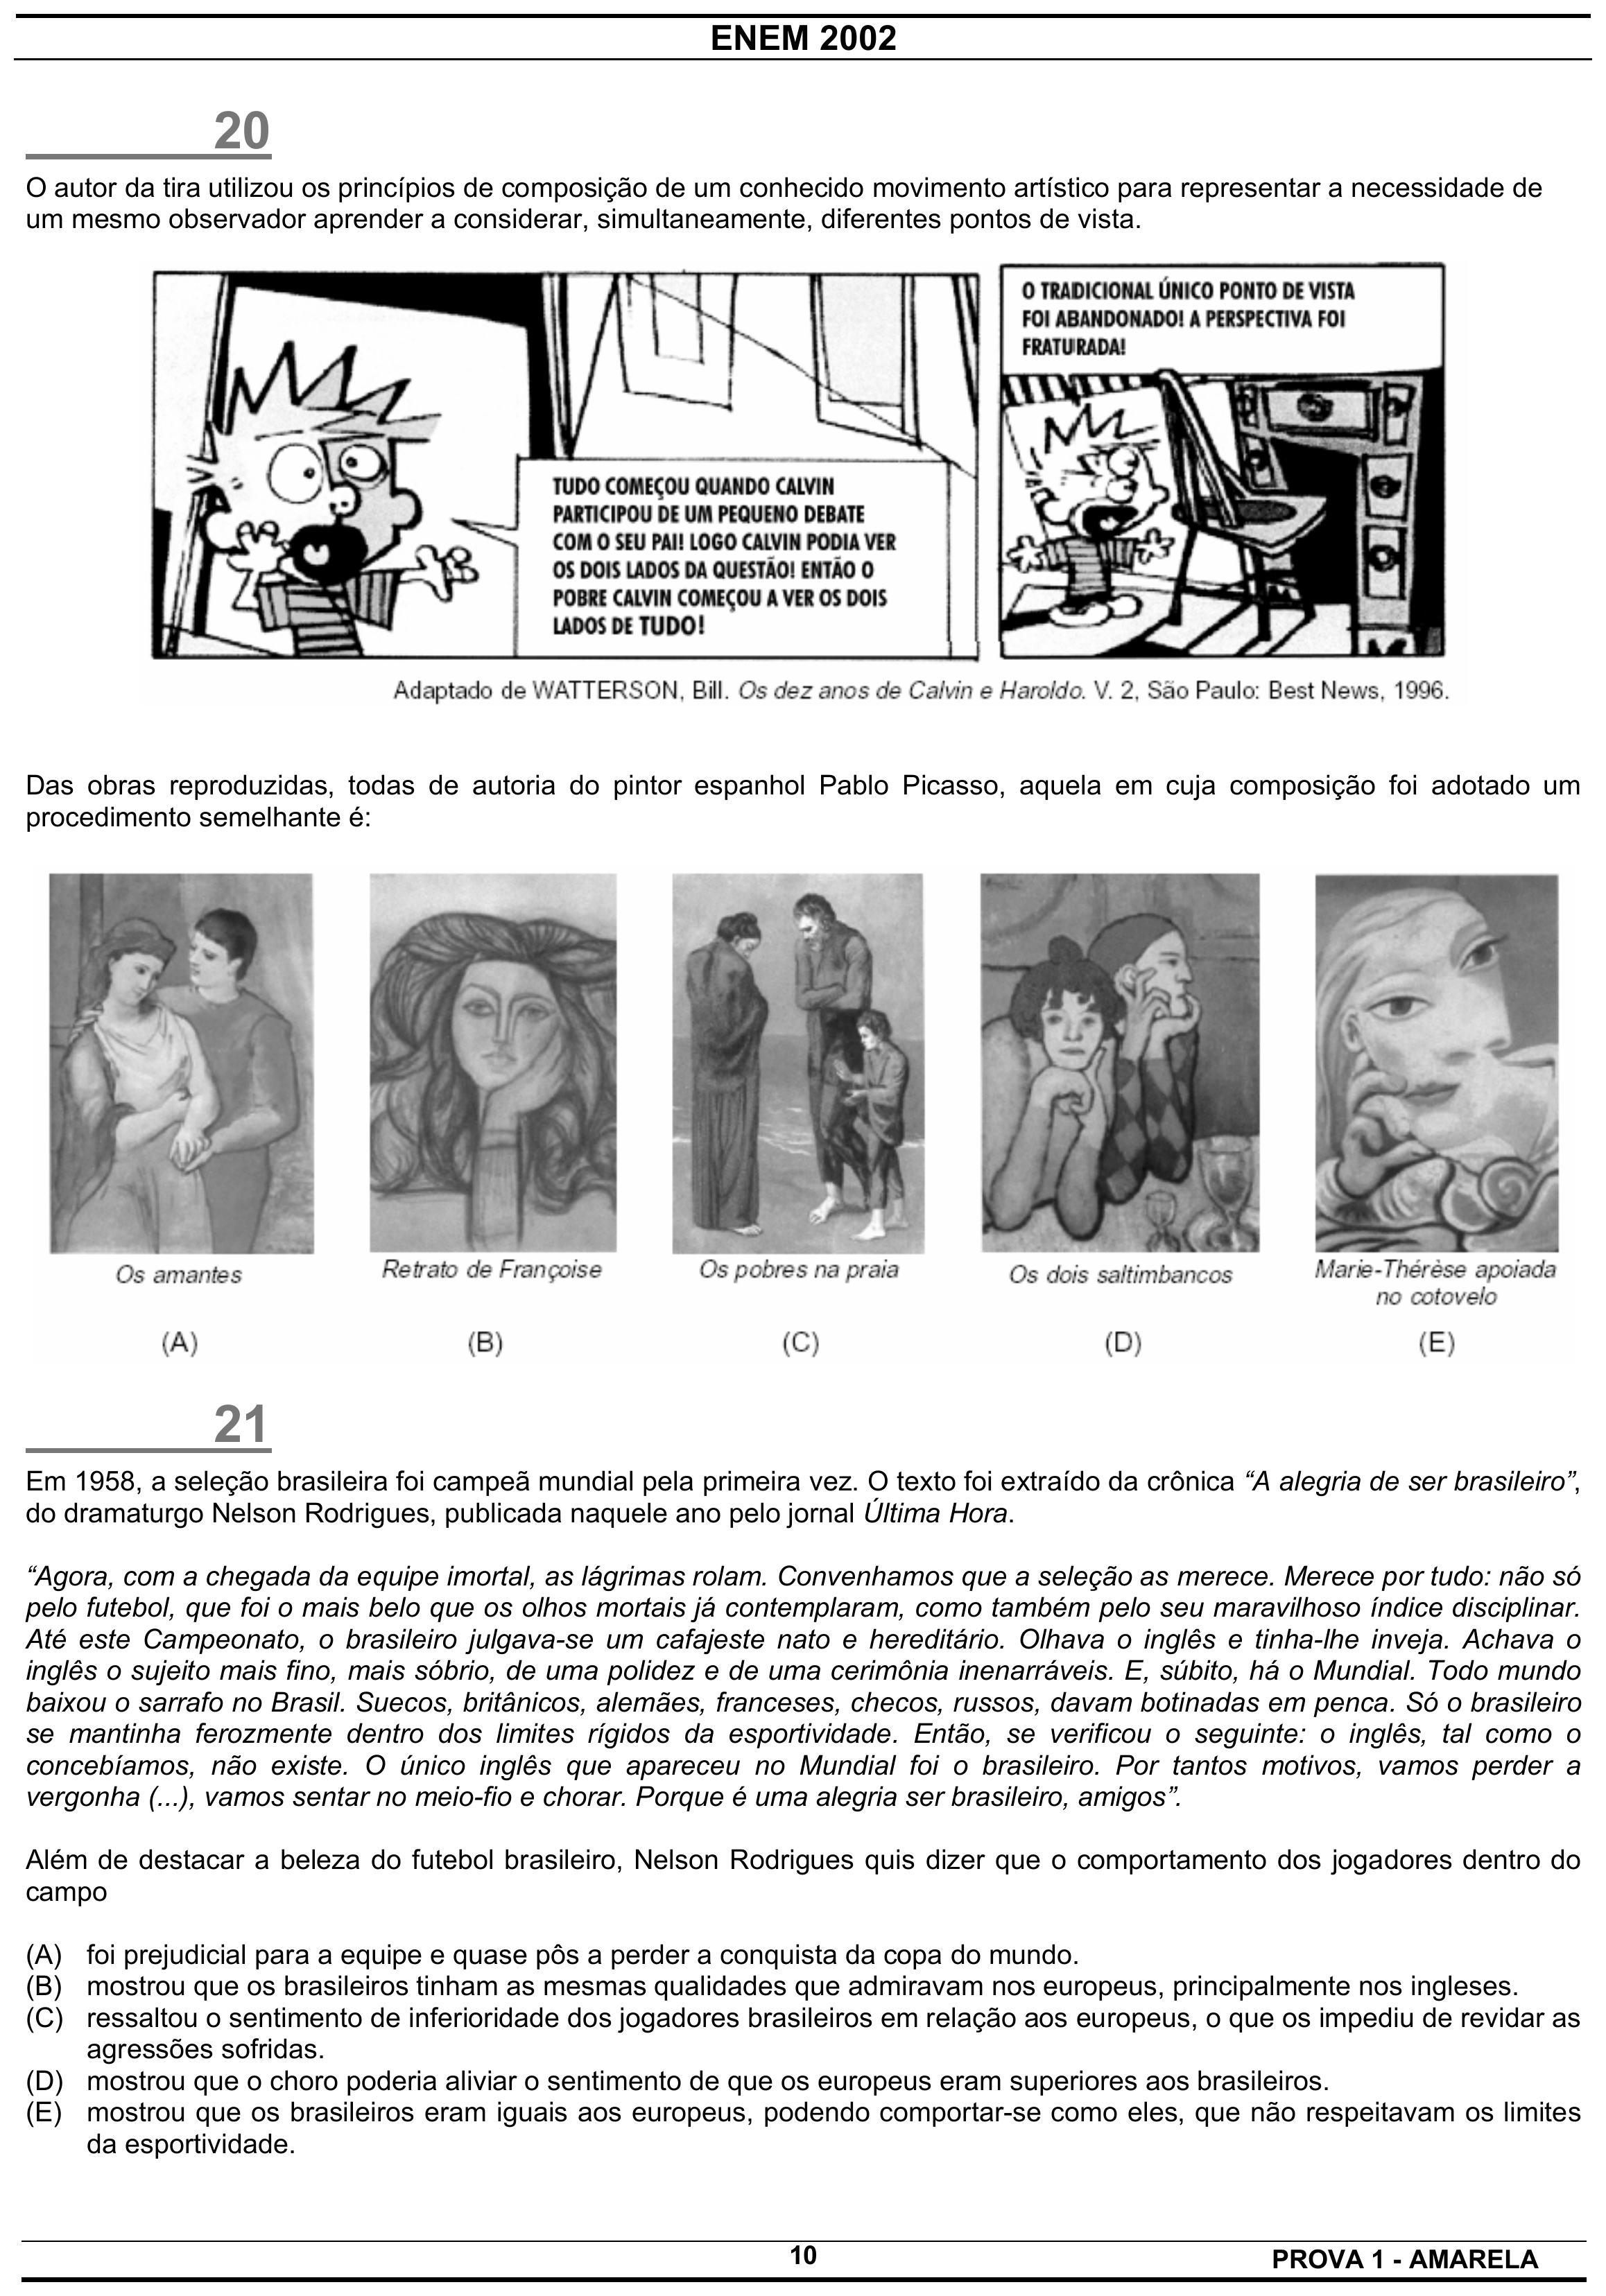 ENEM 2002
20
O autor da tira utilizou os princípios de composição de um conhecido movimento artístico para representar a necessidade de
um mesmo observador aprender a considerar, simultaneamente, diferentes pontos de vista.
TUDO COMEÇOU QUANDO CALVIN
PARTICIPOU DE UM PEQUENO DEBATE
COM O SEU PAI! LOGO CALVIN PODIA VER
OS DOIS LADOS DA QUESTÃO! ENTÃO O
POBRE CALVIN COMEÇOU A VER OS DOIS
LADOS DE TUDO!
O TRADICIONAL ÚNICO PONTO DE VISTA
FOI ABANDONADO! A PERSPECTIVA FOI
FRATURADA!
Adaptado de WATTERSON, Bill. Os dez anos de Calvin e Haroldo. V. 2, São Paulo: Best News, 1996.
Das obras reproduzidas, todas de autoria do pintor espanhol Pablo Picasso, aquela em cuja composição foi adotado um
procedimento semelhante é:
Os amantes
(A)
Retrato de Françoise
(B)
Os pobres na praia
(C)
Os dois saltimbancos
(D)
Marie-Thérèse apoiada
no cotovelo
(E)
21
Em 1958, a seleção brasileira foi campeã mundial pela primeira vez. O texto foi extraído da crônica “A alegria de ser brasileiro”,
do dramaturgo Nelson Rodrigues, publicada naquele ano pelo jornal Última Hora.
“Agora, com a chegada da equipe imortal, as lágrimas rolam. Convenhamos que a seleção as merece. Merece por tudo: não só
pelo futebol, que foi o mais belo que os olhos mortais já contemplaram, como também pelo seu maravilhoso índice disciplinar.
Até este Campeonato, o brasileiro julgava-se um cafajeste nato e hereditário. Olhava o inglês e tinha-lhe inveja. Achava o
inglês o sujeito mais fino, mais sóbrio, de uma polidez e de uma cerimônia inenarráveis. E, súbito, há o Mundial. Todo mundo
baixou o sarrafo no Brasil. Suecos, britânicos, alemães, franceses, checos, russos, davam botinadas em penca. Só o brasileiro
se mantinha ferozmente dentro dos limites rígidos da esportividade. Então, se verificou o seguinte: o inglês, tal como o
concebíamos, não existe. O único inglês que apareceu no Mundial foi o brasileiro. Por tantos motivos, vamos perder a
vergonha (...), vamos sentar no meio-fio e chorar. Porque é uma alegria ser brasileiro, amigos”.
Além de destacar a beleza do futebol brasileiro, Nelson Rodrigues quis dizer que o comportamento dos jogadores dentro do
campo
(A) foi prejudicial para a equipe e quase pôs a perder a conquista da copa do mundo.
(B) mostrou que os brasileiros tinham as mesmas qualidades que admiravam nos europeus, principalmente nos ingleses.
(C) ressaltou o sentimento de inferioridade dos jogadores brasileiros em relação aos europeus, o que os impediu de revidar as
agressões sofridas.
(D) mostrou que o choro poderia aliviar o sentimento de que os europeus eram superiores aos brasileiros.
(E) mostrou que os brasileiros eram iguais aos europeus, podendo comportar-se como eles, que não respeitavam os limites
da esportividade.
10
PROVA 1 - AMARELA